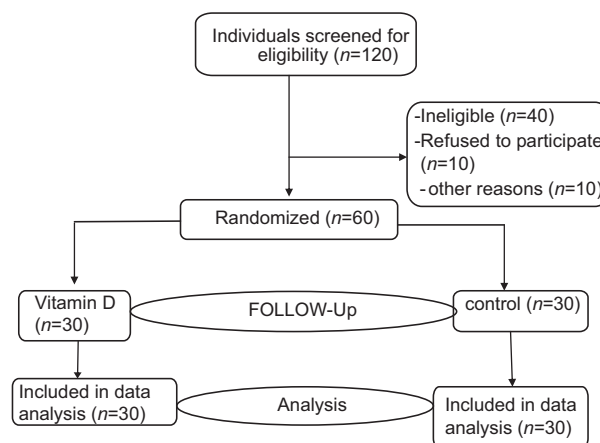 Individuals screened for
eligibility (n=120)
-Ineligible (n=40)
-Refused to participate
(n=10)
-other reasons (n=10)
Randomized (n=60)
Vitamin D
(n=30)
FOLLOW-Up
control (n=30)
Included in data
analysis (n=30)
Analysis
Included in data
analysis (n=30)